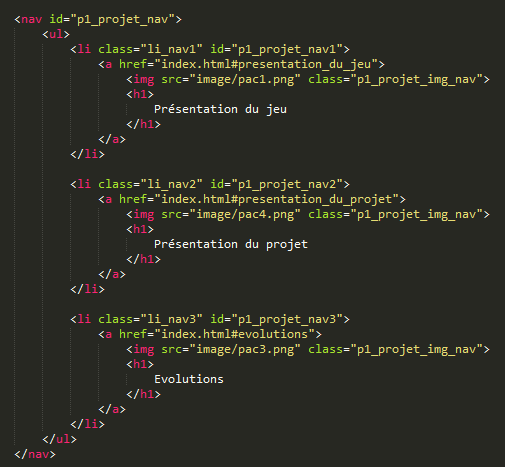 <nav id="p1_projet_nav">
<ul>
<li class="li_nav1" id="p1_projet_nav1">
<a href="index.html#presentation_du_jeu">
<img src="image/pac1.png" class="p1_projet_img_nav">
<h1>
Présentation du jeu
</h1>
</a>
</li>
<li class="li_nav2" id="p1_projet_nav2">
<a href="index.html#presentation_du_projet">
<img src="image/pac4.png" class="p1_projet_img_nav">
<h1>
Présentation du projet
</h1>
</a>
</li>
<li class="li_nav3" id="p1_projet_nav3">
<a href="index.html#evolutions">
<img src="image/pac3.png" class="p1_projet_img_nav">
<h1>
Evolutions
</h1>
</a>
</li>
</ul>
</nav>